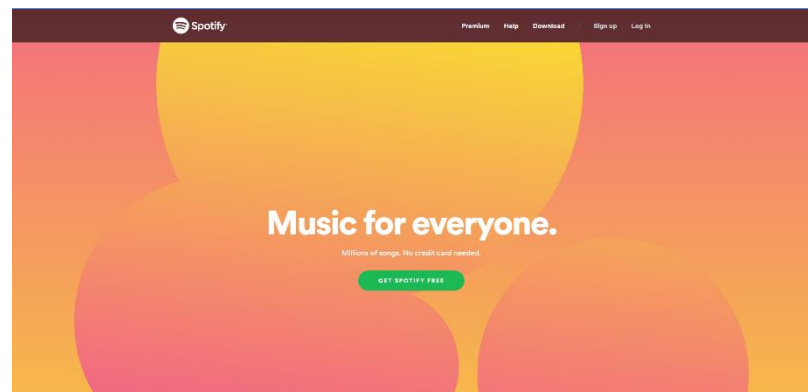 Spotify
Premium Help Download Sign up Log In
Music for everyone.
Millions of songs. No credit card needed.
GET SPOTIFY FREE